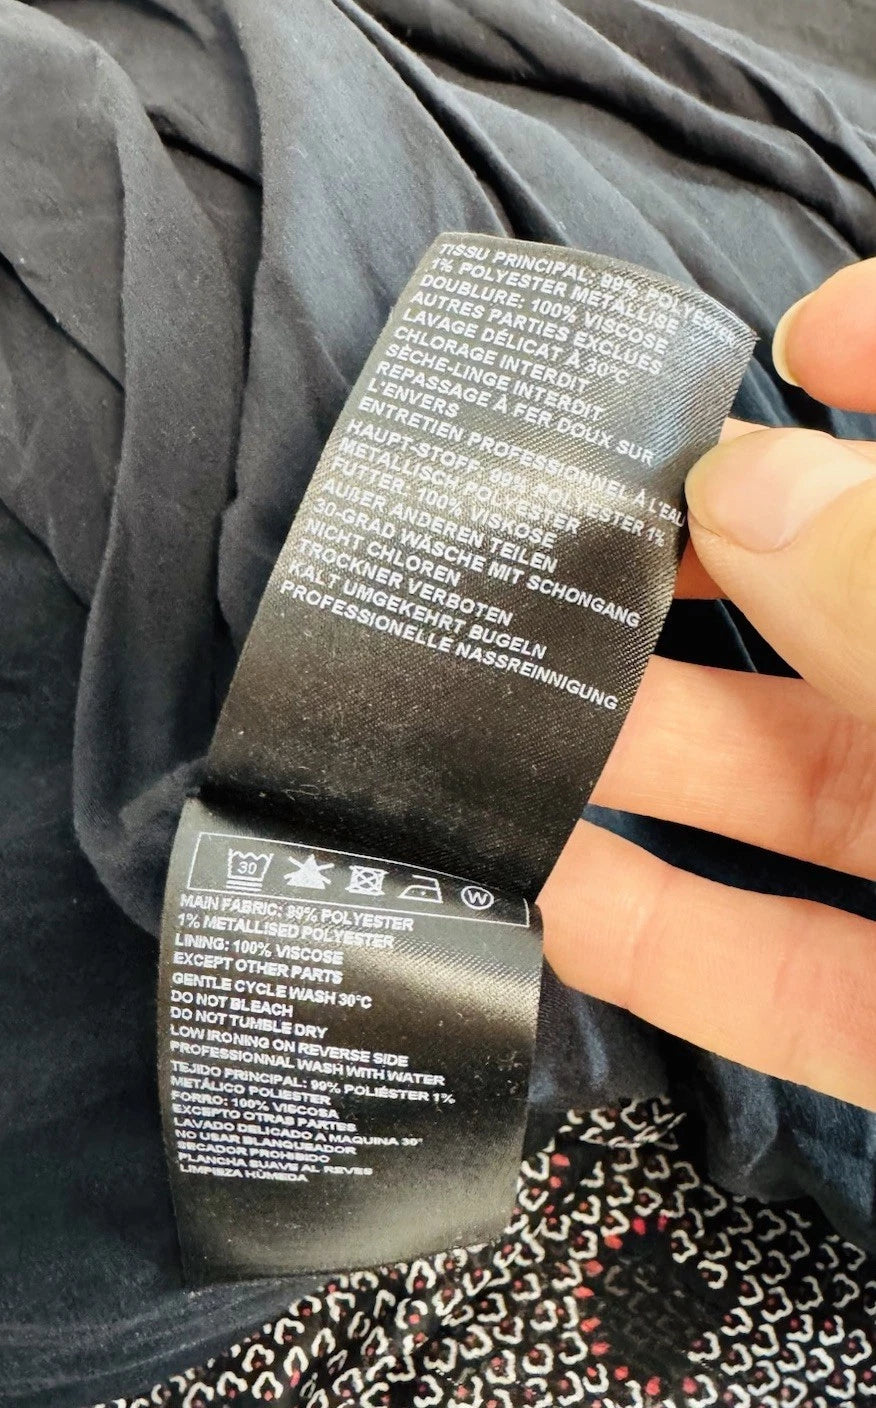 TISSU PRINCIPAL: 99% POLYESTER
1% POLYESTER METALLISE
DOUBLURE: 100% VISCOSE
AUTRES PARTIES EXCLUES
LAVAGE DÉLICAT À 30°C
CHLORAGE INTERDIT
SÈCHE-LINGE INTERDIT
REPASSAGE À FER DOUX SUR
L'ENVERS
ENTRETIEN PROFESSIONNEL À L'EAU
HAUPT-STOFF: 99% POLYESTER 1%
METALLISCH POLYESTER
FUTTER: 100% VISKOSE
AUßER ANDEREN TEILEN
30-GRAD WÄSCHE MIT SCHONGANG
NICHT CHLOREN
TROCKNER VERBOTEN
KALT UMGEKEHRT BUGELN
PROFESSIONELLE NASSREINNIGUNG
30 W
MAIN FABRIC: 99% POLYESTER
1% METALLISED POLYESTER
LINING: 100% VISCOSE
EXCEPT OTHER PARTS
GENTLE CYCLE WASH 30°C
DO NOT BLEACH
DO NOT TUMBLE DRY
LOW IRONING ON REVERSE SIDE
PROFESSIONNAL WASH WITH WATER
TEJIDO PRINCIPAL: 99% POLIÉSTER 1%
METÁLICO POLIESTER
FORRO: 100% VISCOSA
EXCEPTO OTRAS PARTES
LAVADO DELICADO A MAQUINA 30°
NO USAR BLANQUEADOR
SECADOR PROHIBIDO
PLANCHA SUAVE AL REVES
LIMPIEZA HÚMEDA